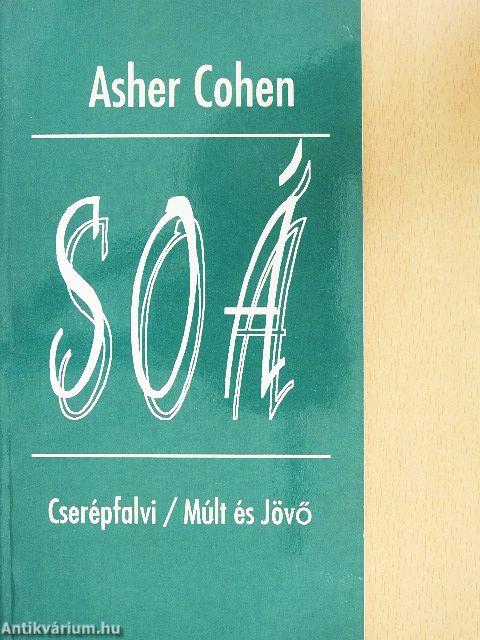 Asher Cohen
SOÁ
Cserépfalvi / Múlt és Jövő
Antikvárium.hu